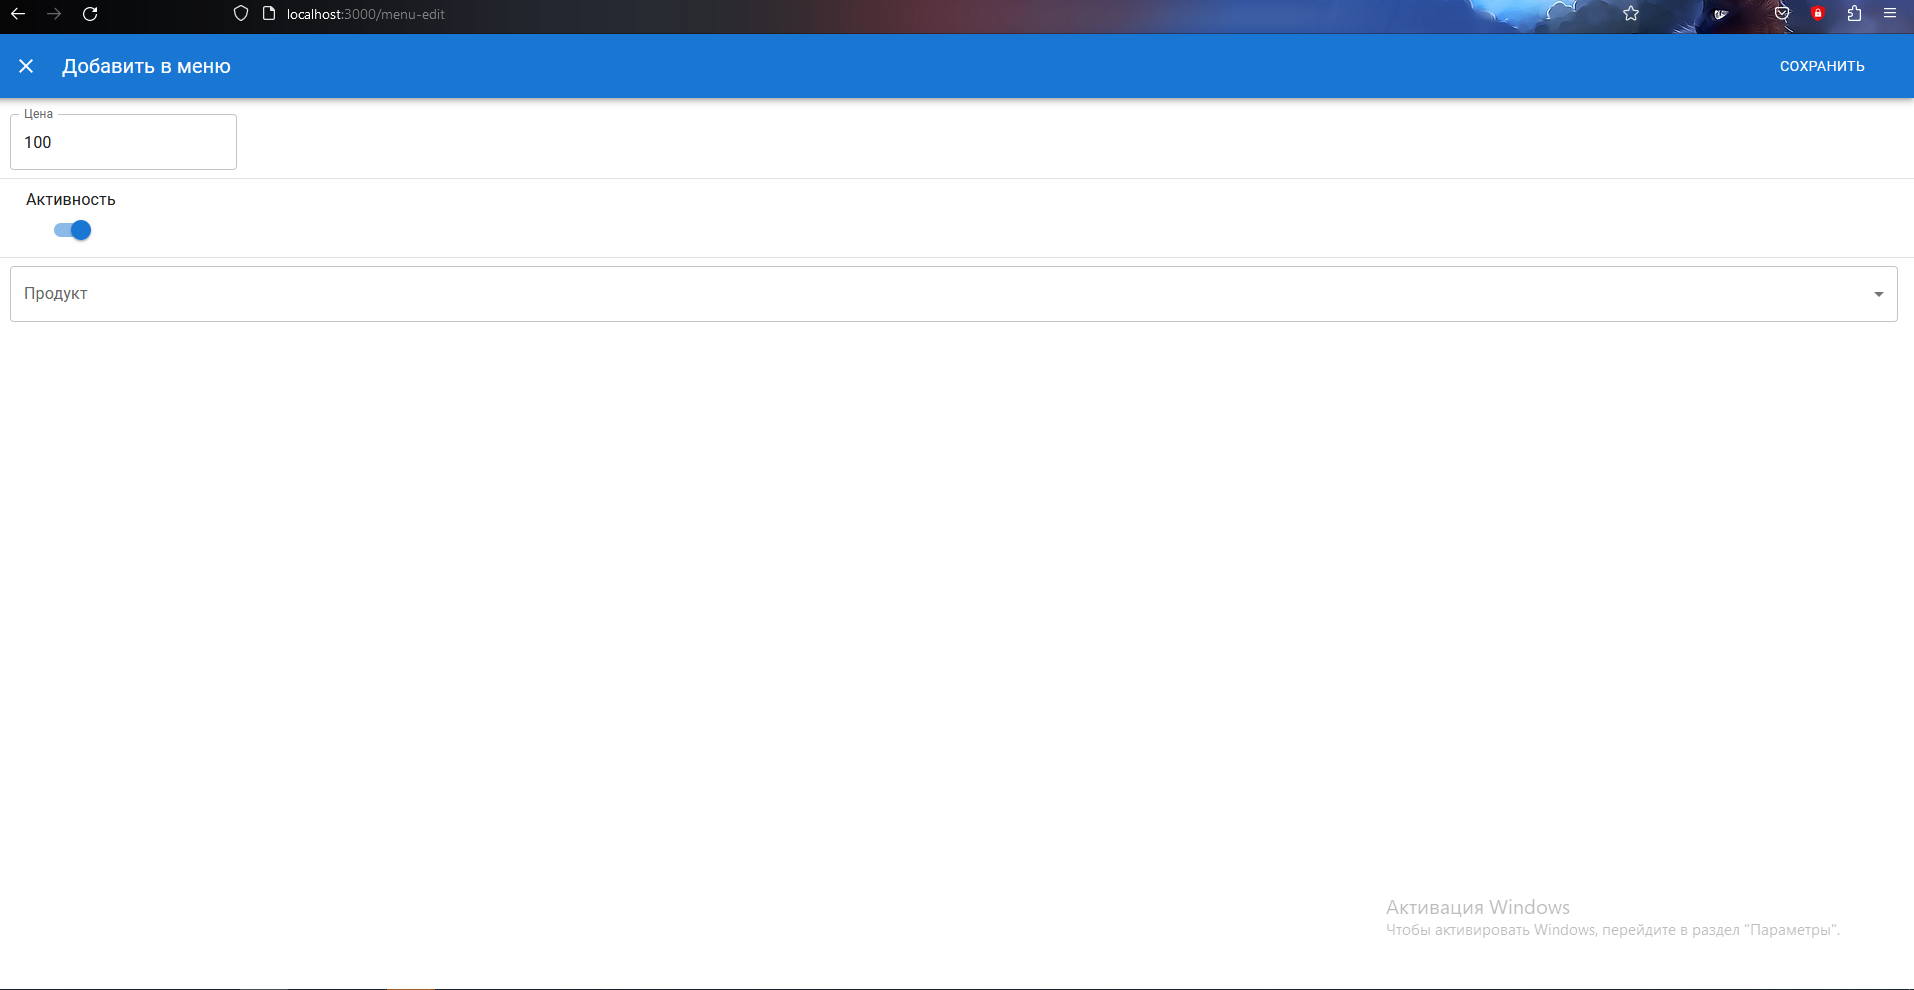 localhost:3000/menu-edit
Добавить в меню
СОХРАНИТЬ
Цена
100
Активность
Продукт
Активация Windows
Чтобы активировать Windows, перейдите в раздел "Параметры".